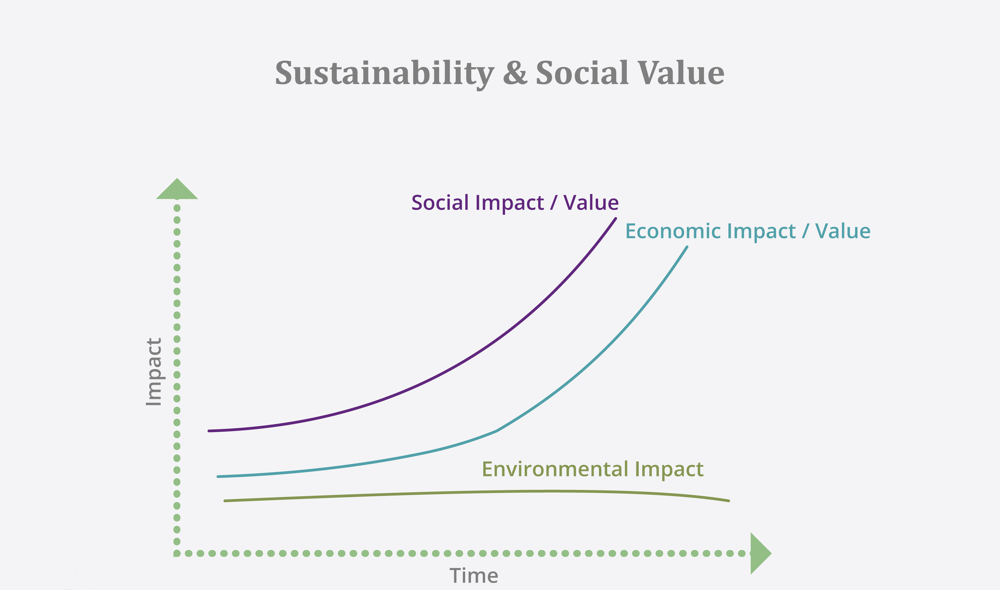 Sustainability & Social Value
Social Impact / Value
Economic Impact / Value
Impact
Environmental Impact
Time